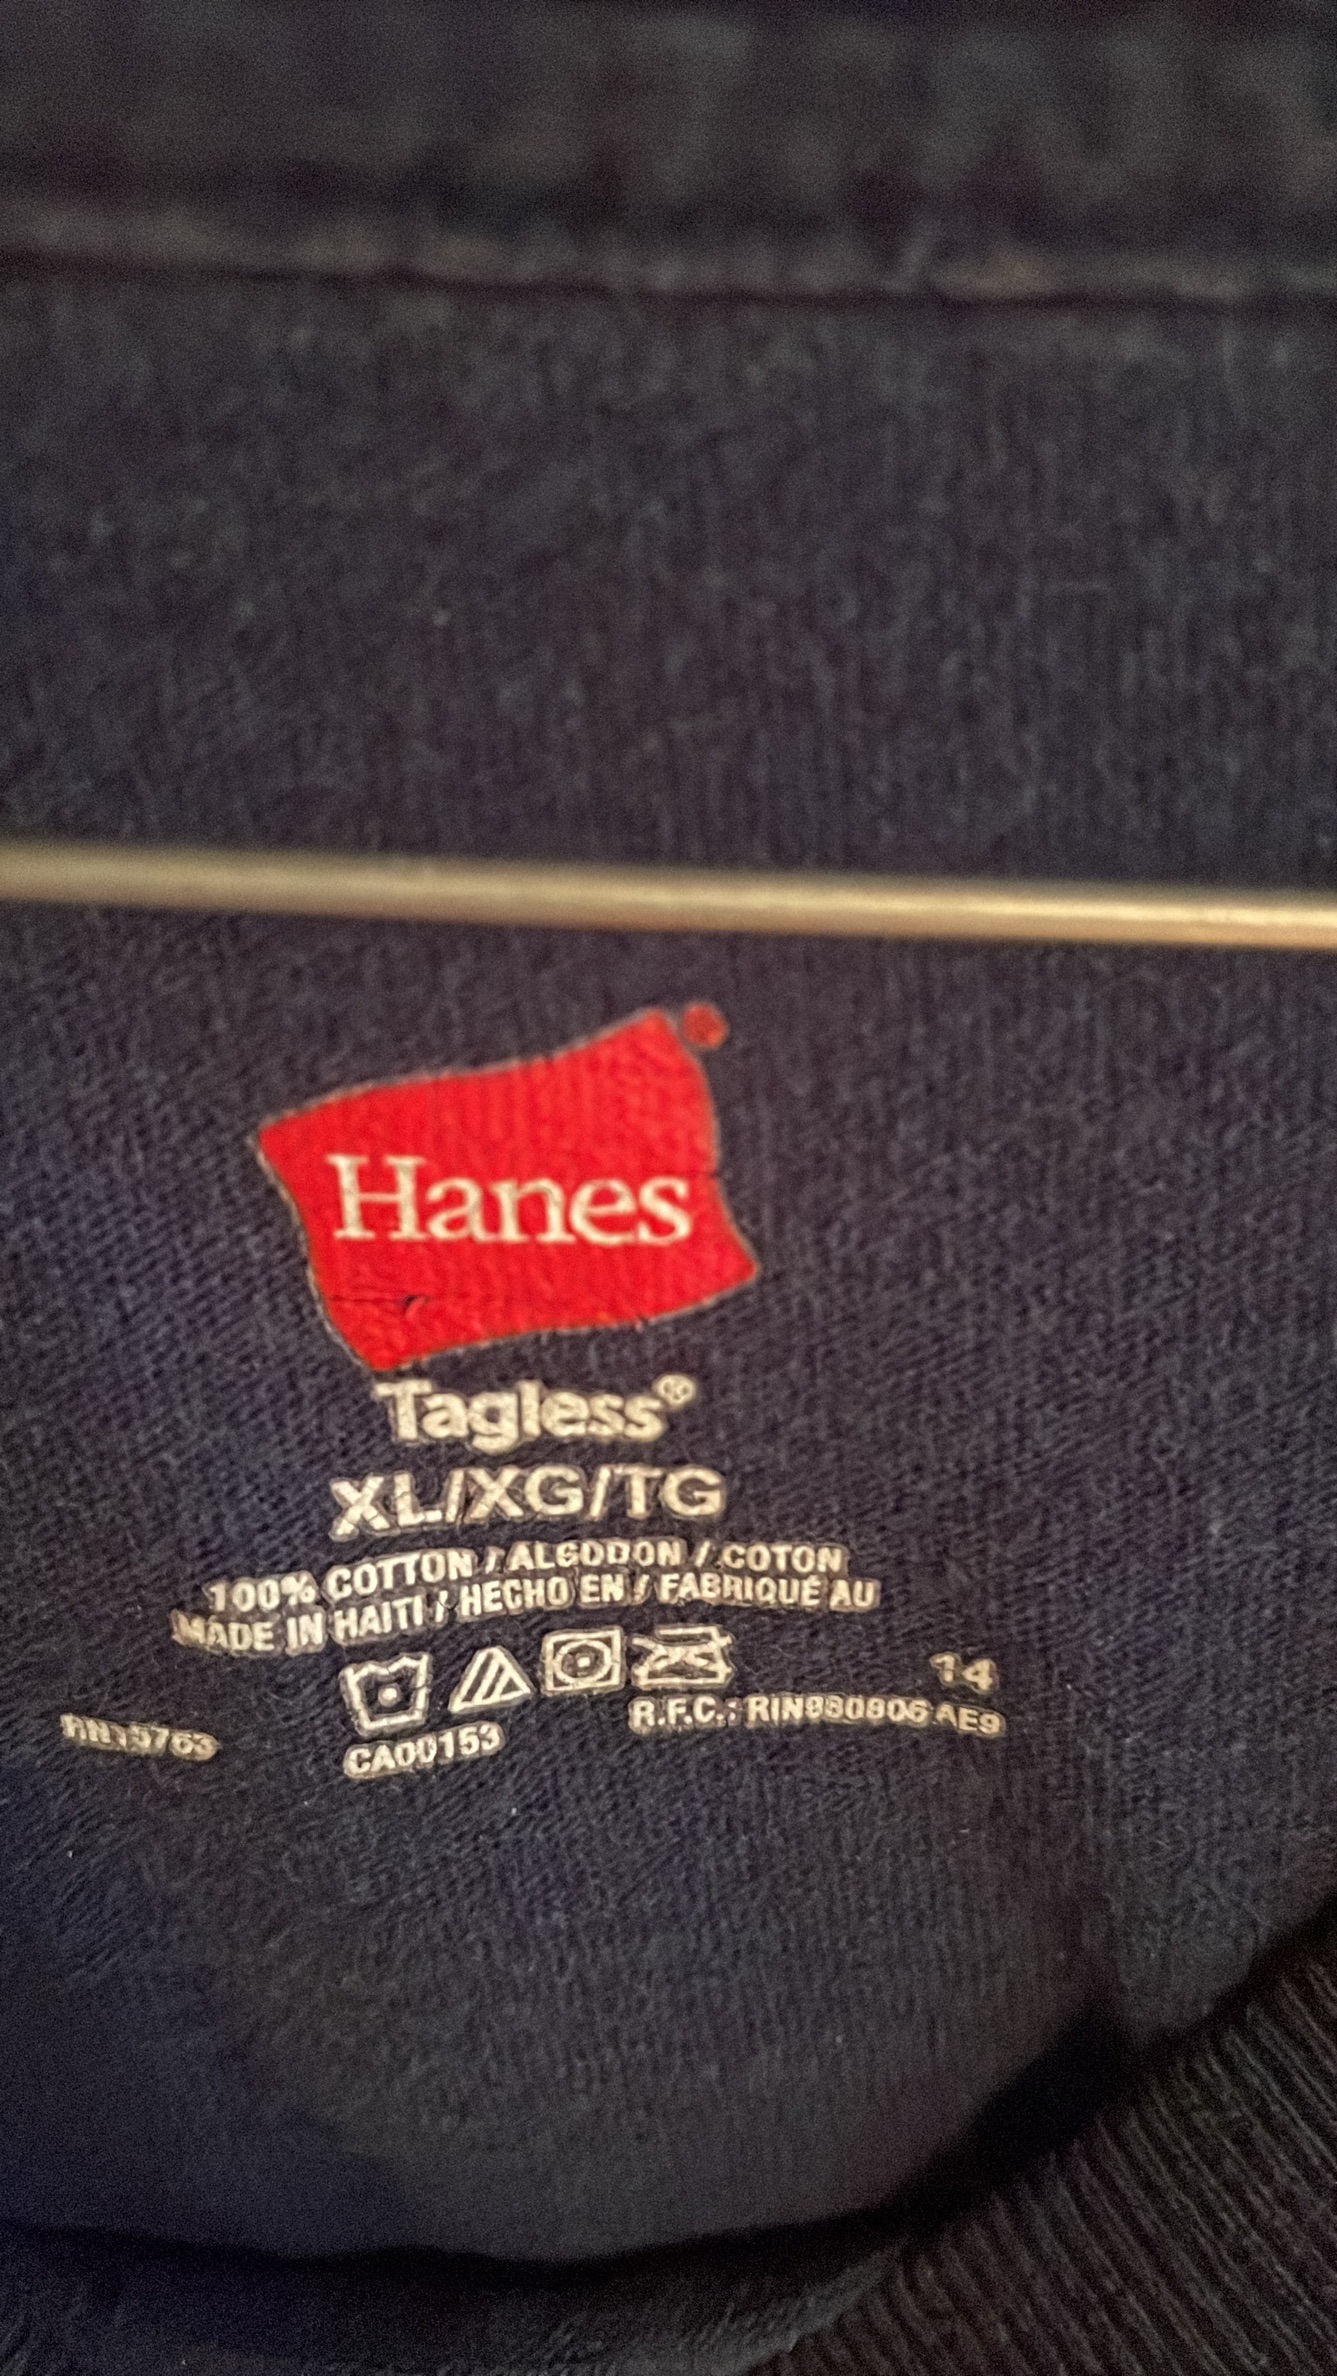 Hanes®
Tagless®
XL/XG/TG
100% COTTON / ALGODON / COTON
MADE IN HAITI / HECHO EN / FABRIQUÉ AU
14
RN15763 CA00153 R.F.C.: RIN980806AE9